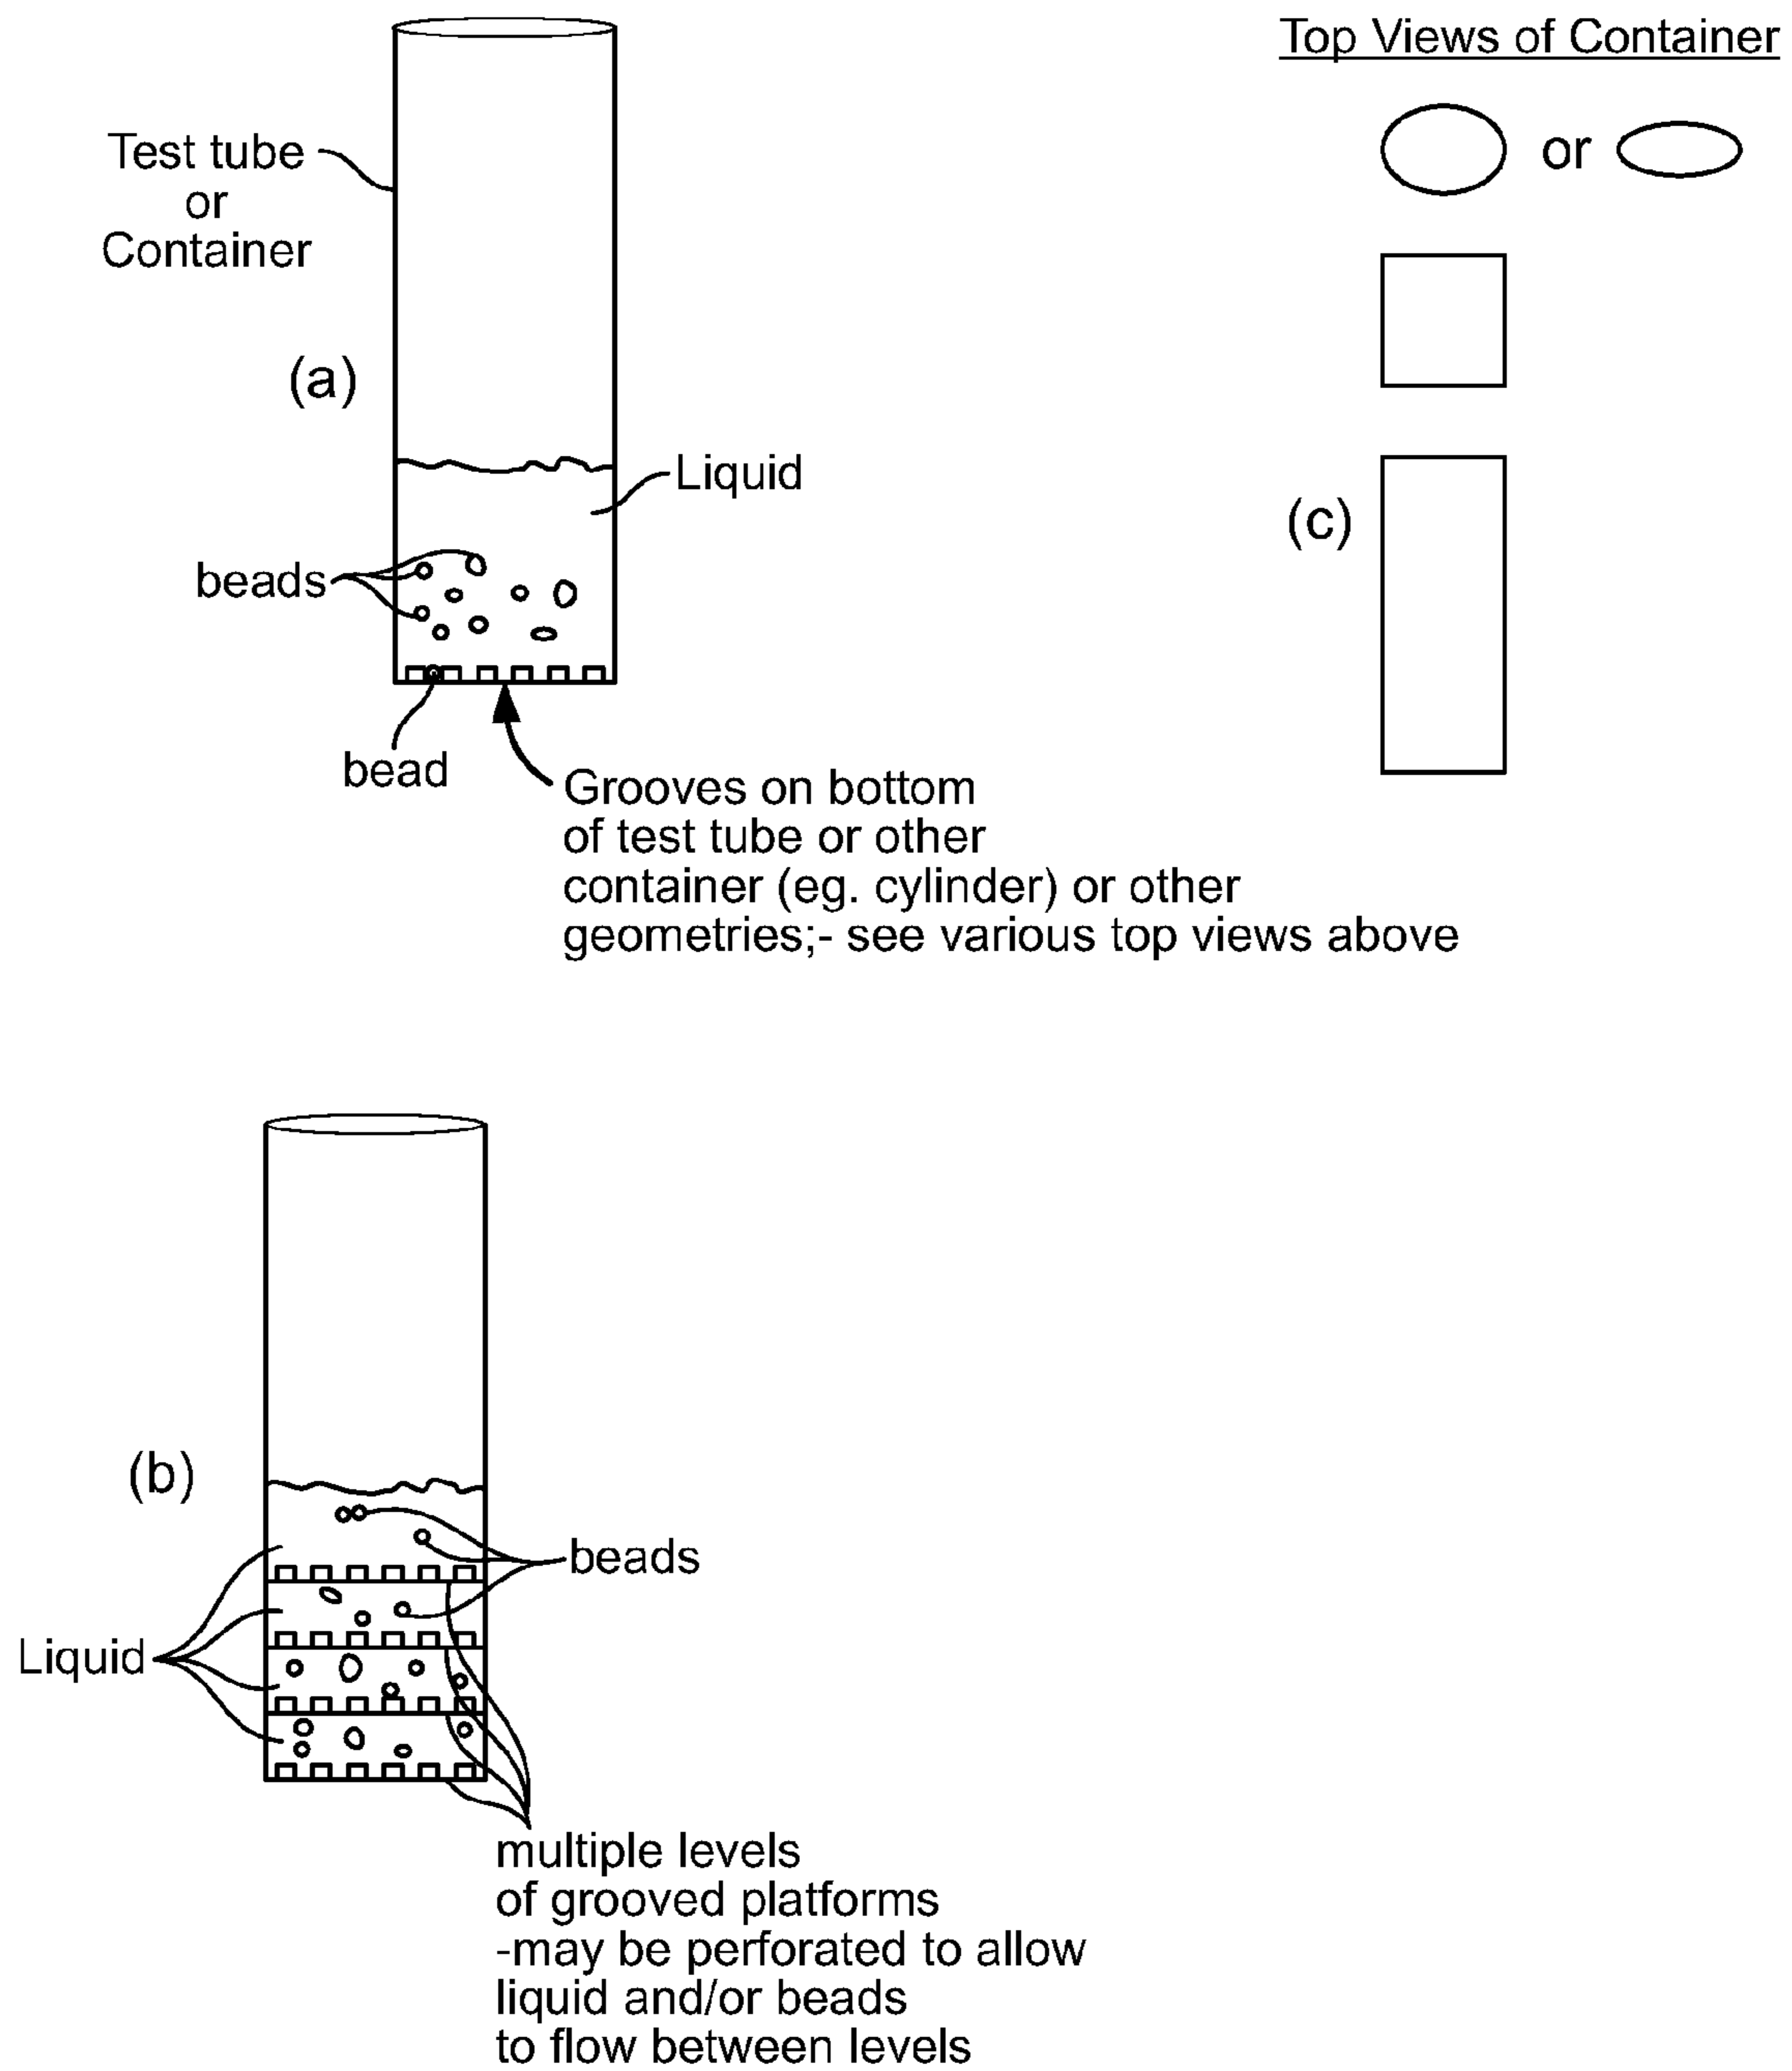 Top Views of Container
Test tube
or
Container
or
(a)
Liquid
(c)
beads
bead
Grooves on bottom
of test tube or other
container (eg. cylinder) or other
geometries;- see various top views above
(b)
beads
Liquid
multiple levels
of grooved platforms
-may be perforated to allow
liquid and/or beads
to flow between levels